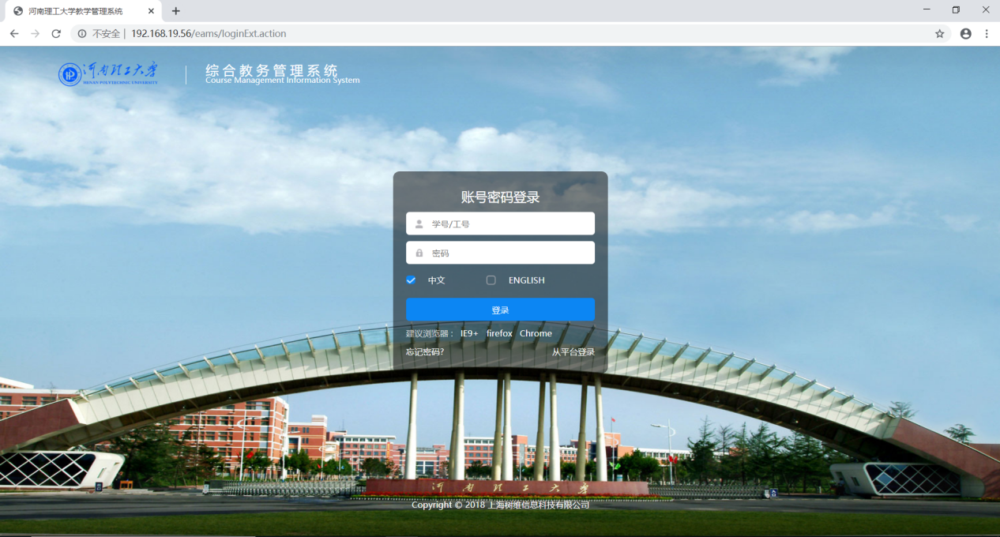 河南理工大学教学管理系统
不安全 | 192.168.19.56/eams/loginExt.action
河南理工大学
HENAN POLYTECHNIC UNIVERSITY
综合教务管理系统
Course Management Information System
账号密码登录
学号/工号
密码
中文 ENGLISH
登录
建议浏览器： IE9+ firefox Chrome
忘记密码? 从平台登录
河南理工大学
Copyright © 2018 上海树维信息科技有限公司